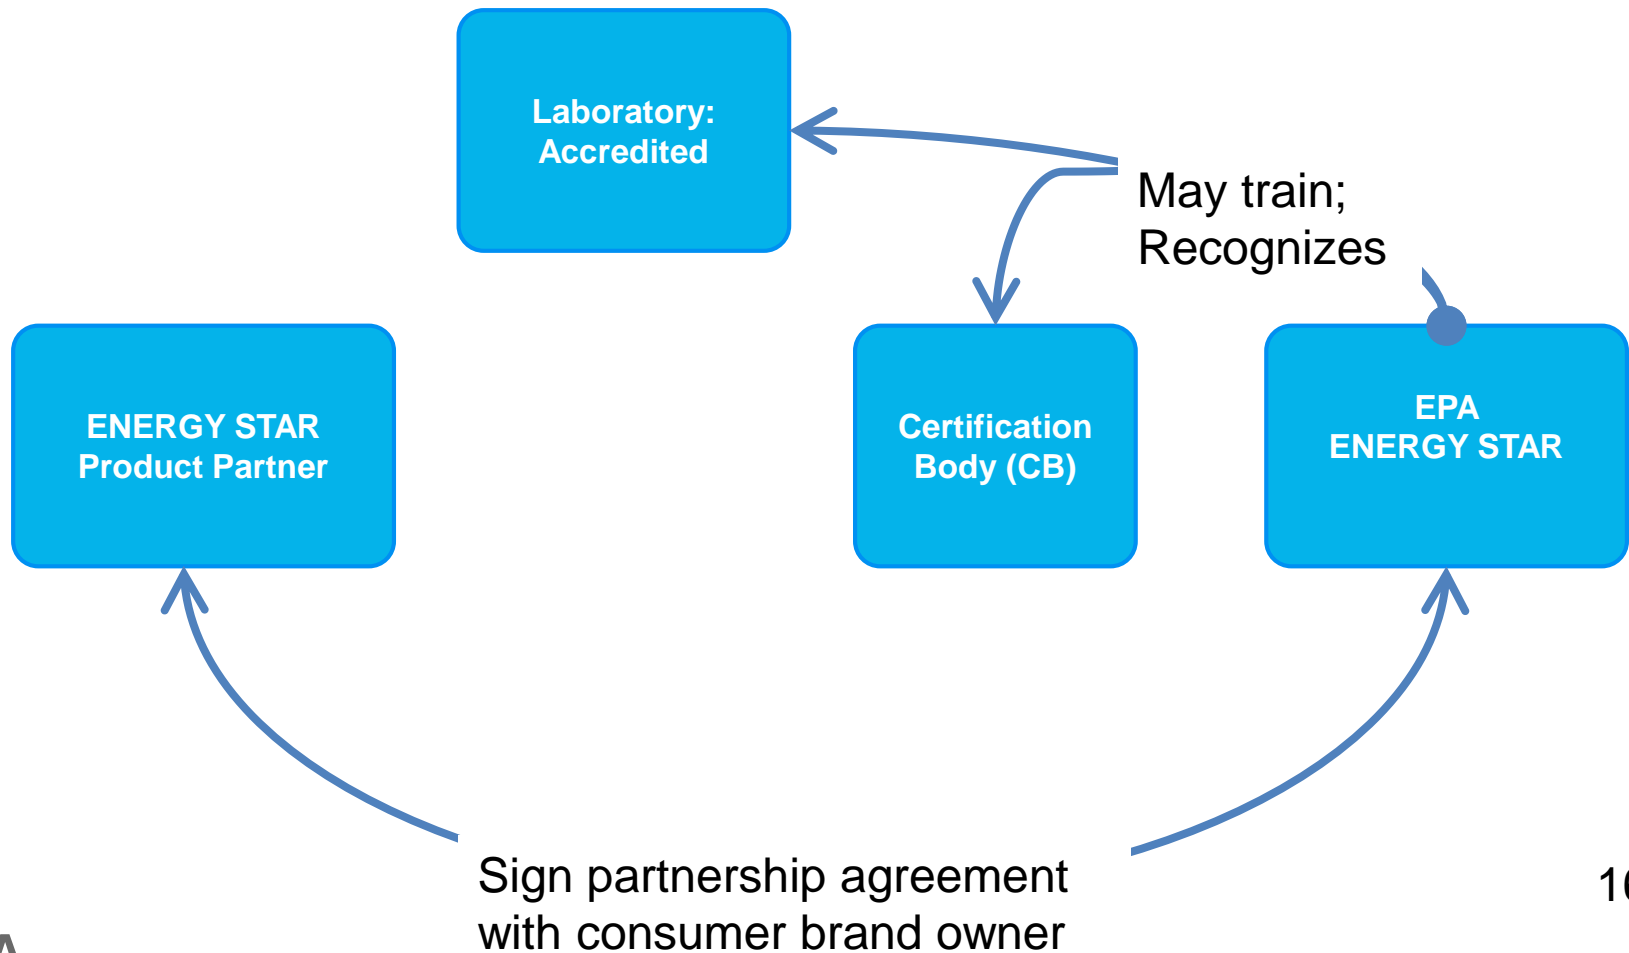 Laboratory:
Accredited
May train;
Recognizes
ENERGY STAR
Product Partner
Certification
Body (CB)
EPA
ENERGY STAR
Sign partnership agreement
with consumer brand owner